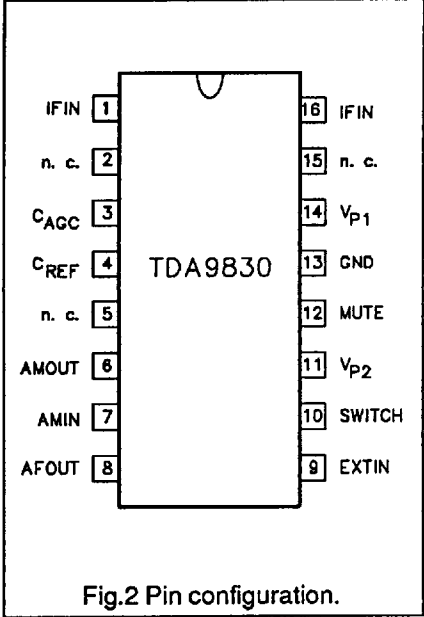 IFIN 1 16 IFIN
n. c. 2 15 n. c.
CAGC 3 14 VP1
CREF 4 TDA9830 13 GND
n. c. 5 12 MUTE
AMOUT 6 11 VP2
AMIN 7 10 SWITCH
AFOUT 8 9 EXTIN
Fig.2 Pin configuration.